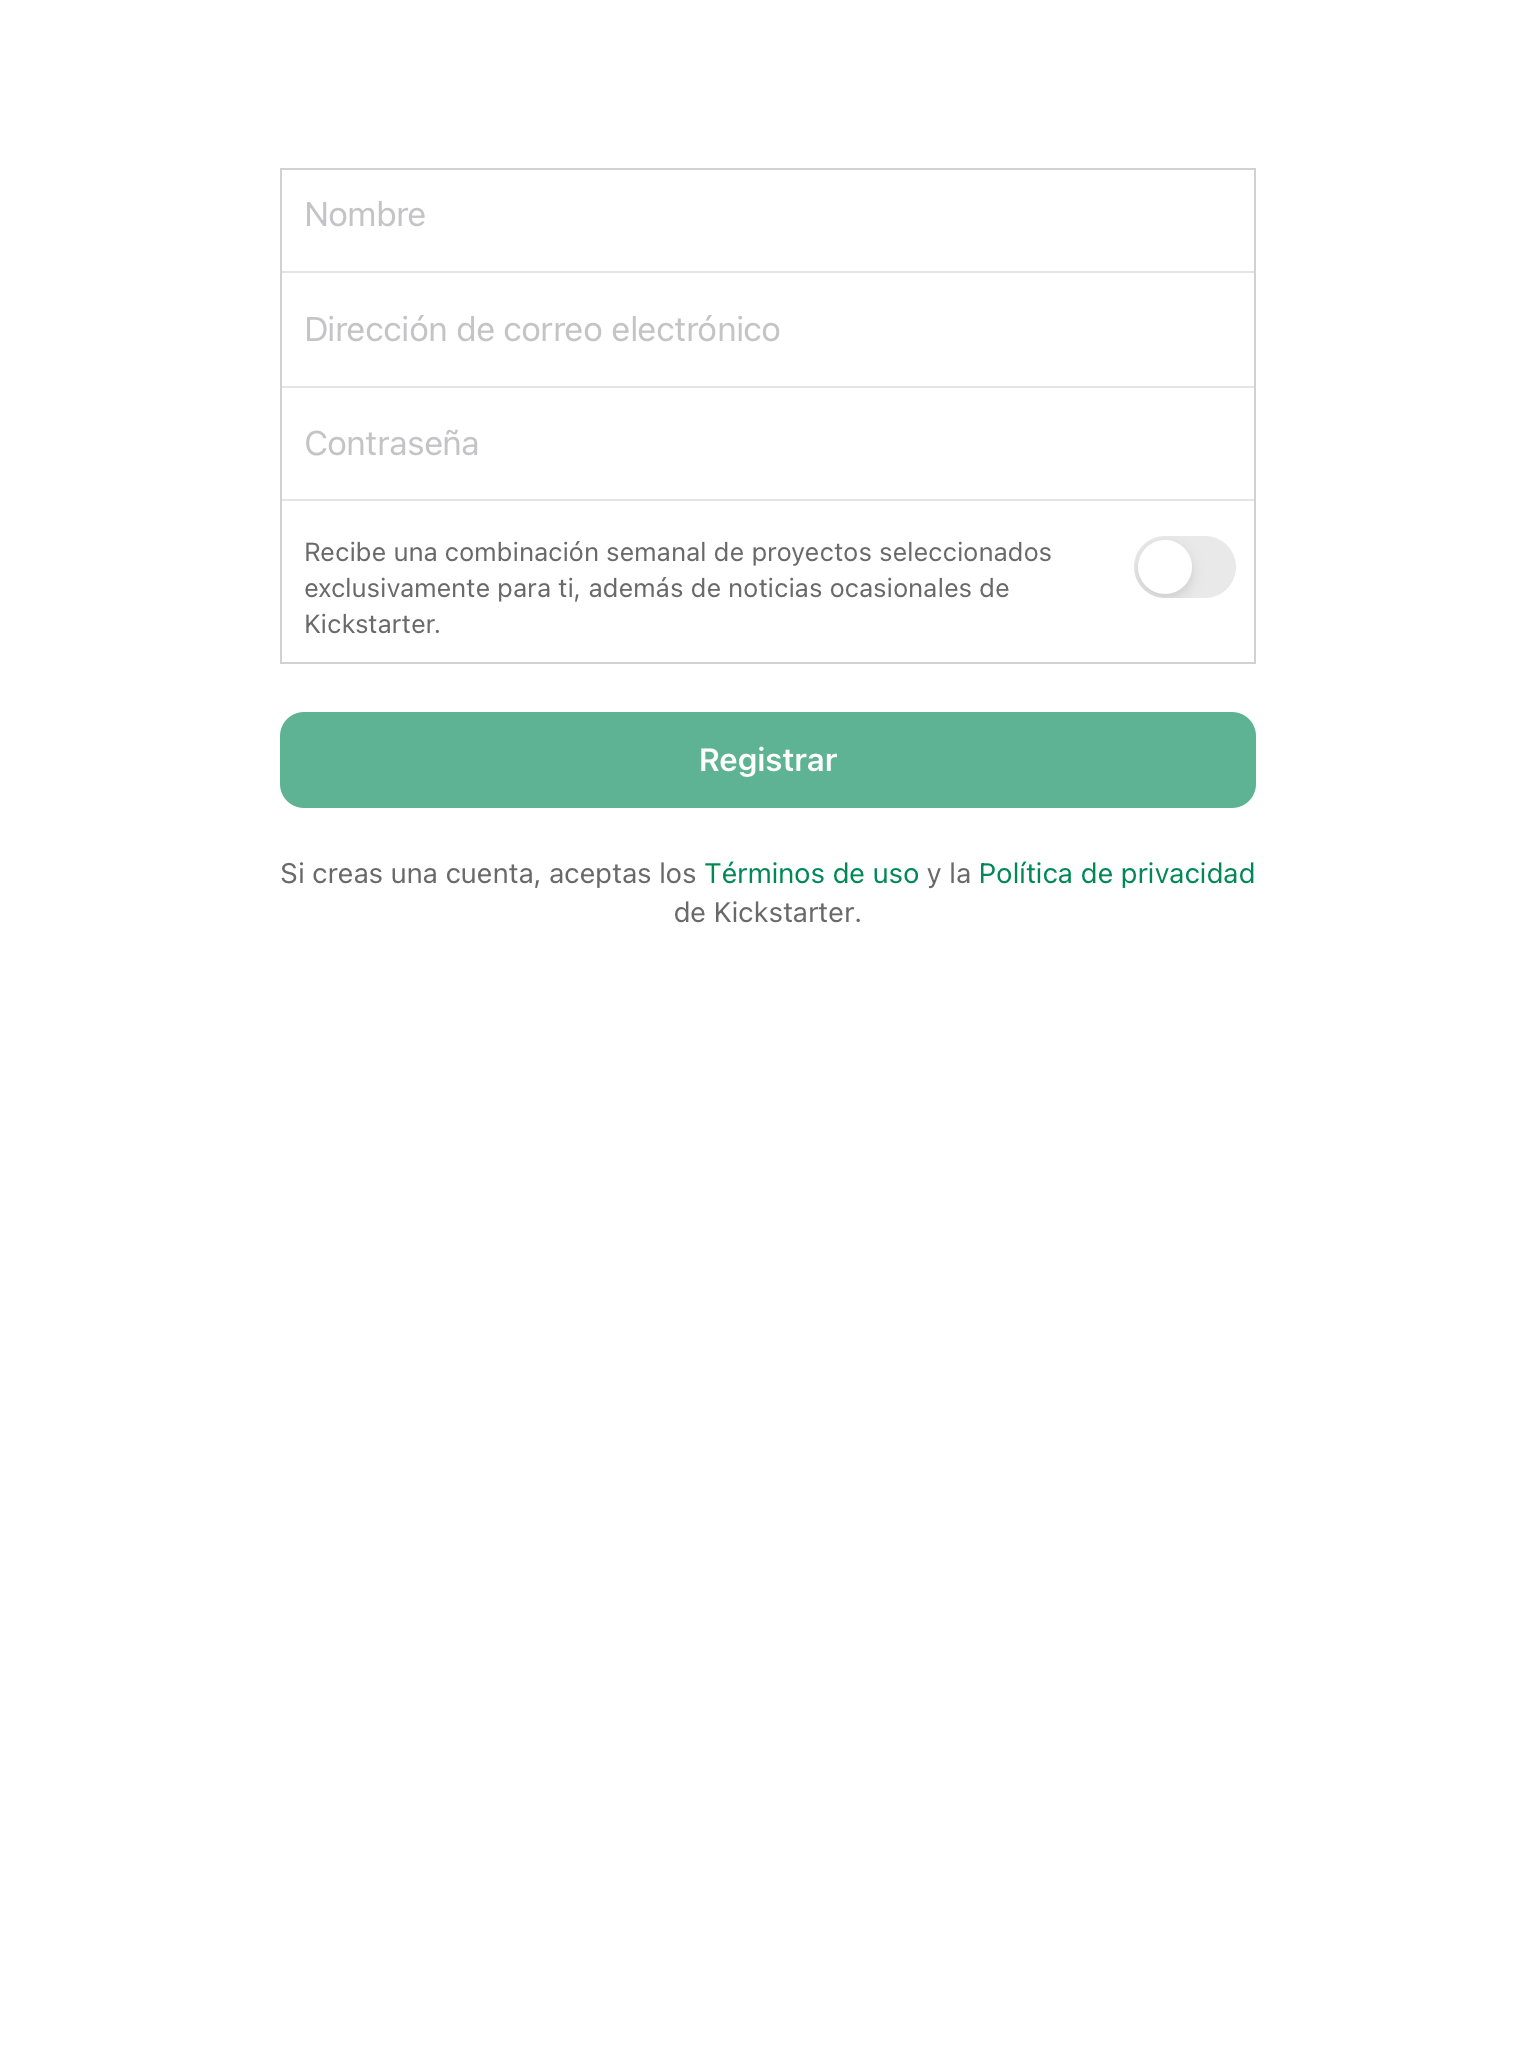 Nombre
Dirección de correo electrónico
Contraseña
Recibe una combinación semanal de proyectos seleccionados
exclusivamente para ti, además de noticias ocasionales de
Kickstarter.
Registrar
Si creas una cuenta, aceptas los Términos de uso y la Política de privacidad
de Kickstarter.